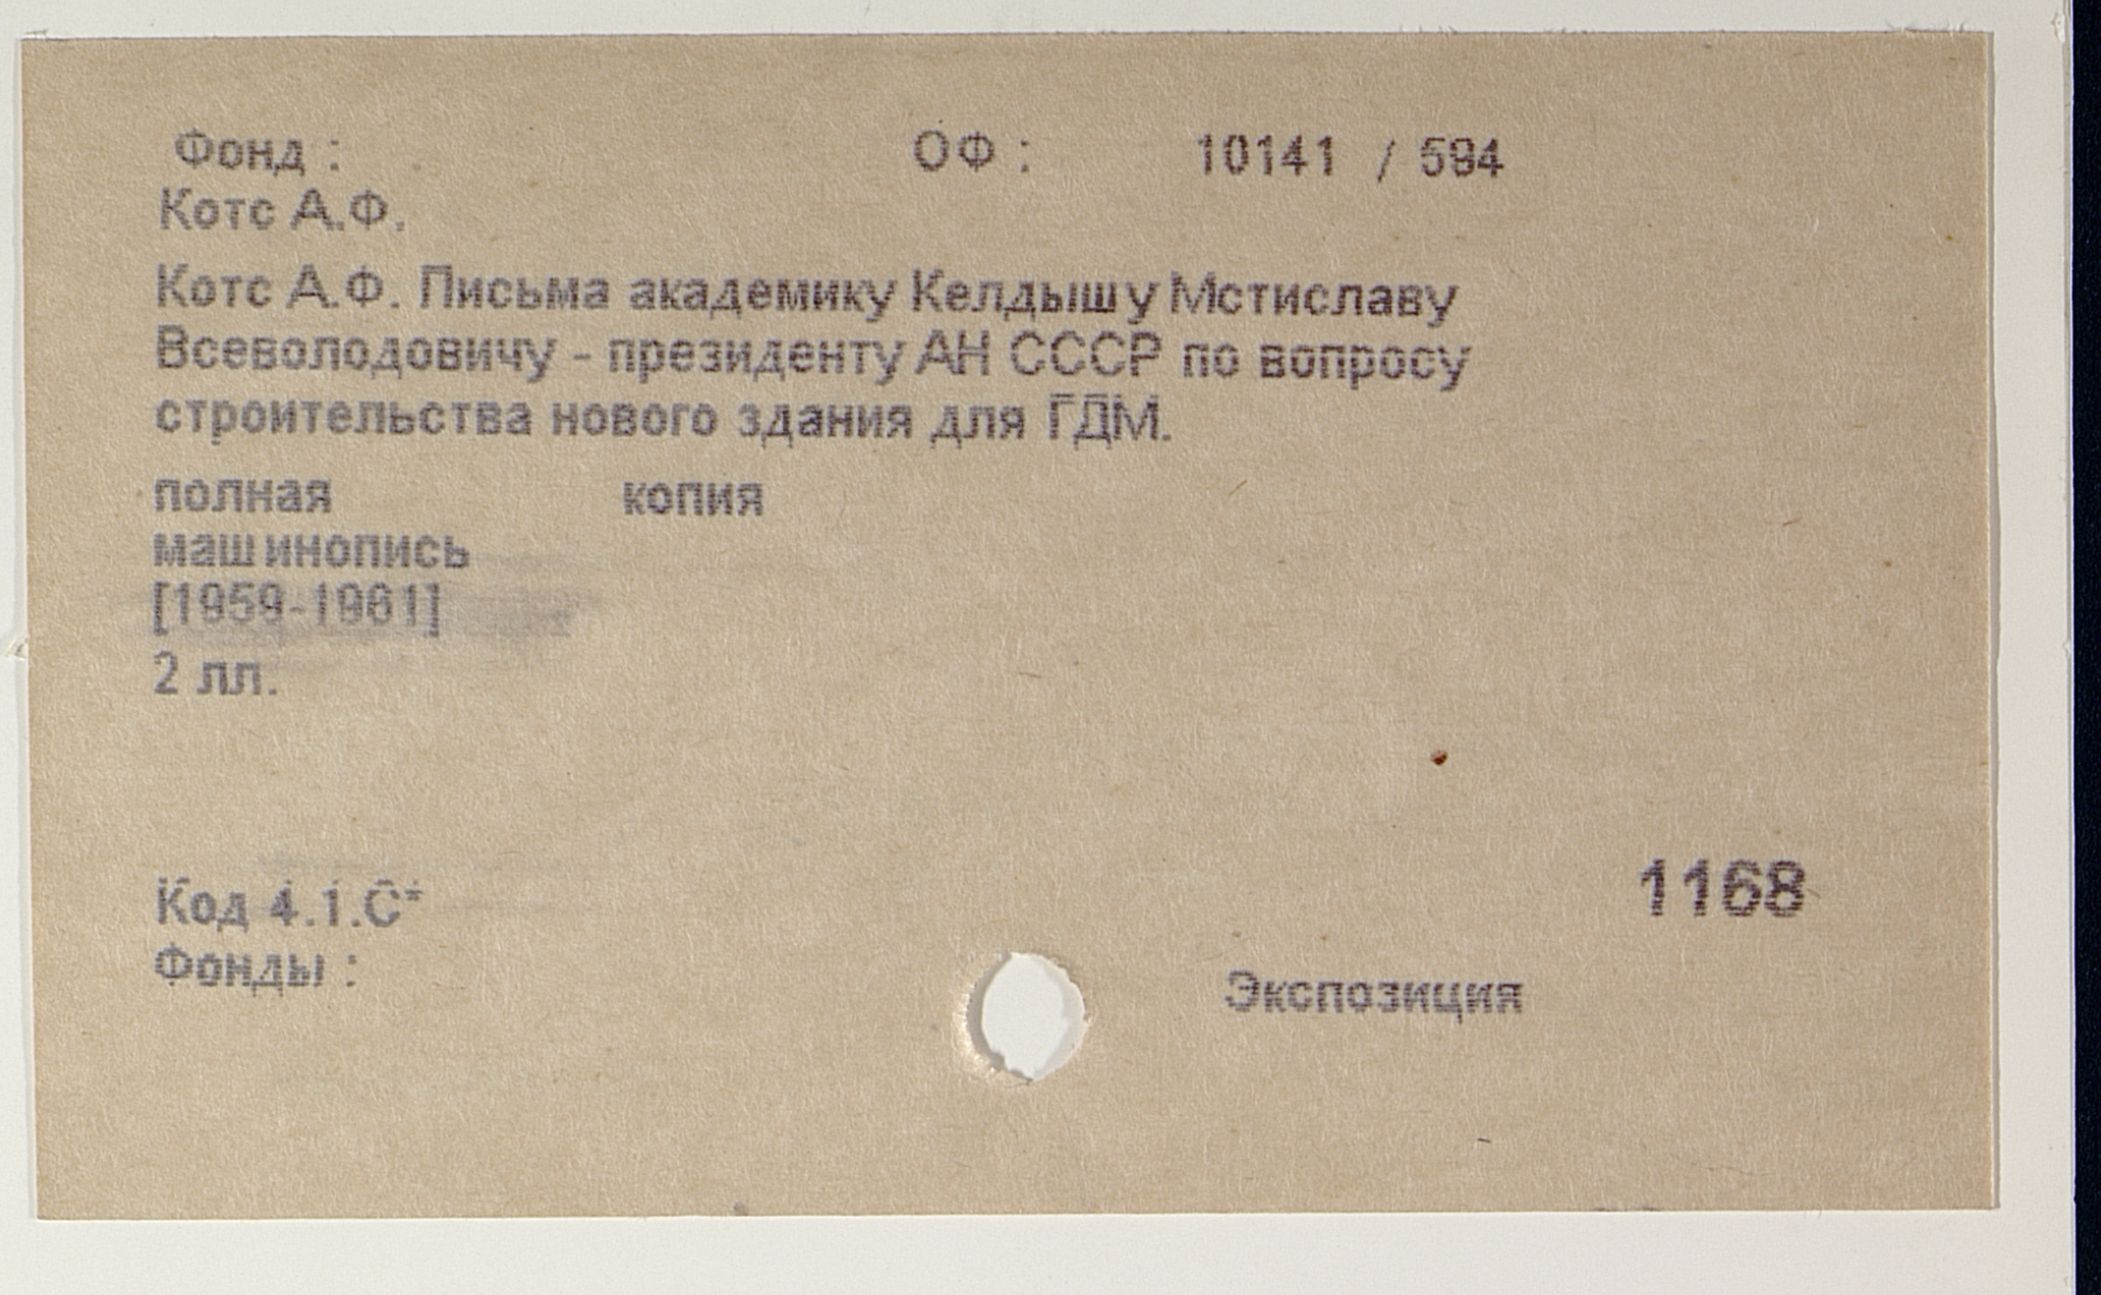 Фонд : ОФ : 10141 / 594
Котс А.Ф.
Котс А.Ф. Письма академику Келдышу Мстиславу
Всеволодовичу - президенту АН СССР по вопросу
строительства нового здания для ГДМ.
полная копия
машинопись
[1959-1961]
2 лл.
1168
Код 4.1.С*
Фонды :
Экспозиция